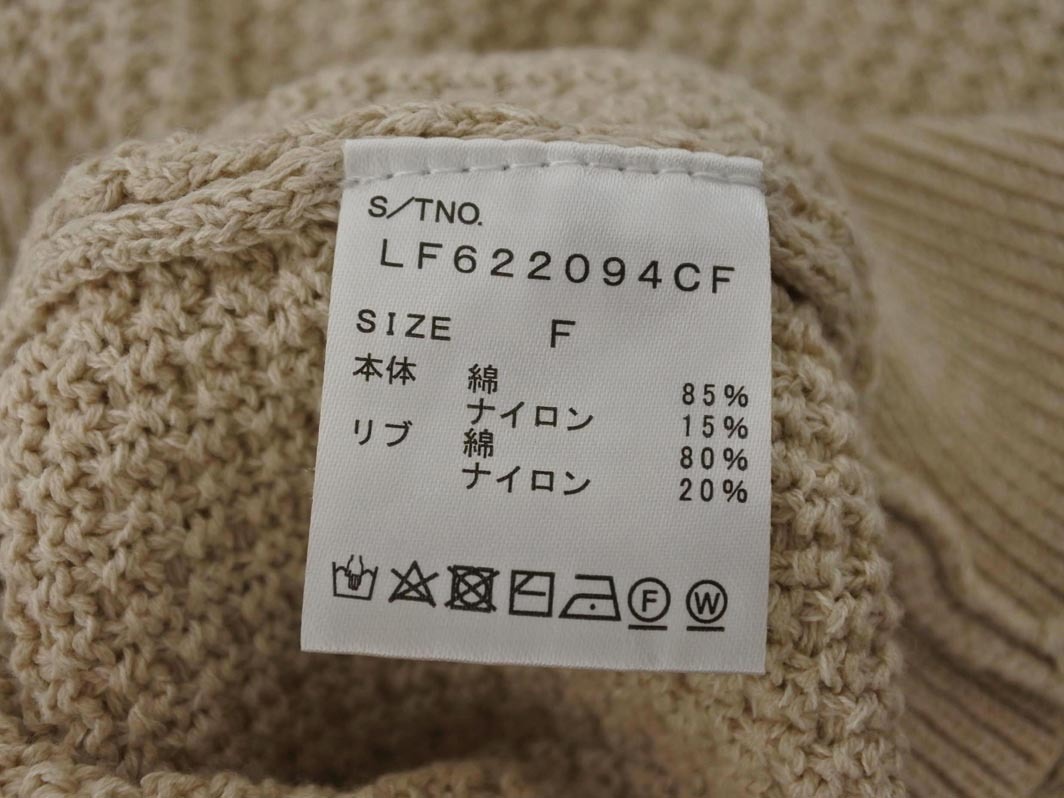 S/TNO.
LF622094CF
SIZE F
本体 綿 85%
ナイロン 15%
リブ 綿 80%
ナイロン 20%
F W